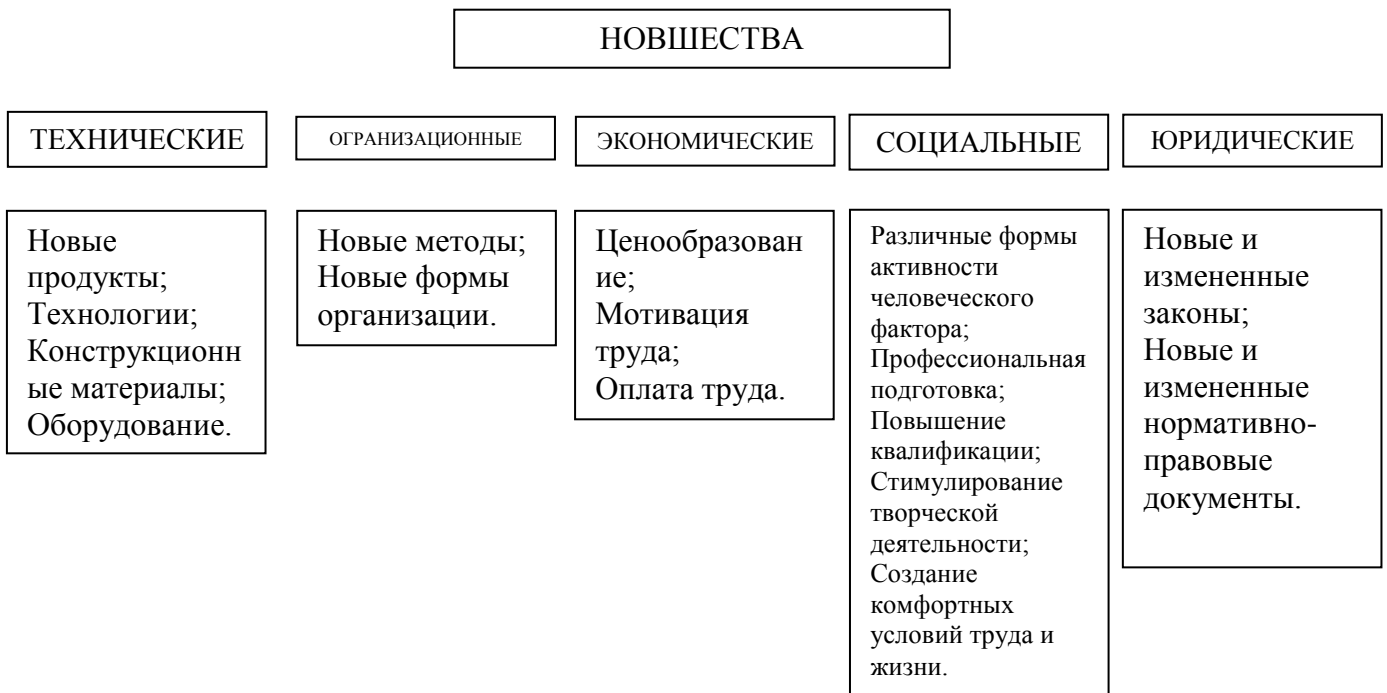 НОВШЕСТВА
ТЕХНИЧЕСКИЕ
ОГРАНИЗАЦИОННЫЕ
ЭКОНОМИЧЕСКИЕ
СОЦИАЛЬНЫЕ
ЮРИДИЧЕСКИЕ
Новые
продукты;
Технологии;
Конструкционн
ые материалы;
Оборудование.
Новые методы;
Новые формы
организации.
Ценообразован
ие;
Мотивация
труда;
Оплата труда.
Различные формы
активности
человеческого
фактора;
Профессиональная
подготовка;
Повышение
квалификации;
Стимулирование
творческой
деятельности;
Создание
комфортных
условий труда и
жизни.
Новые и
измененные
законы;
Новые и
измененные
нормативно-
правовые
документы.